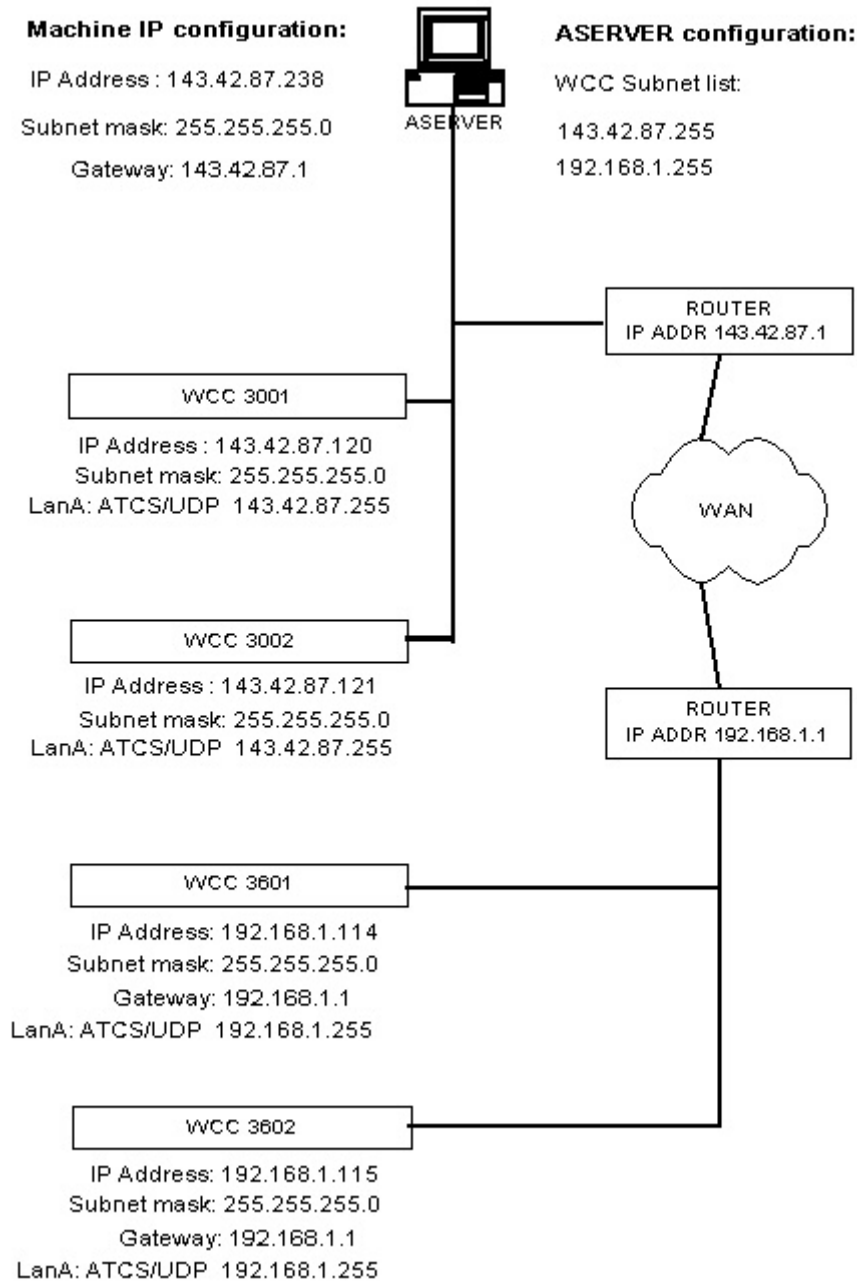 Machine IP configuration:
IP Address : 143.42.87.238
Subnet mask: 255.255.255.0
Gateway: 143.42.87.1
ASERVER
ASERVER configuration:
WCC Subnet list:
143.42.87.255
192.168.1.255
ROUTER
IP ADDR 143.42.87.1
WCC 3001
IP Address : 143.42.87.120
Subnet mask: 255.255.255.0
LanA: ATCS/UDP 143.42.87.255
WAN
WCC 3002
IP Address : 143.42.87.121
Subnet mask: 255.255.255.0
LanA: ATCS/UDP 143.42.87.255
ROUTER
IP ADDR 192.168.1.1
WCC 3601
IP Address: 192.168.1.114
Subnet mask: 255.255.255.0
Gateway: 192.168.1.1
LanA: ATCS/UDP 192.168.1.255
WCC 3602
IP Address: 192.168.1.115
Subnet mask: 255.255.255.0
Gateway: 192.168.1.1
LanA: ATCS/UDP 192.168.1.255